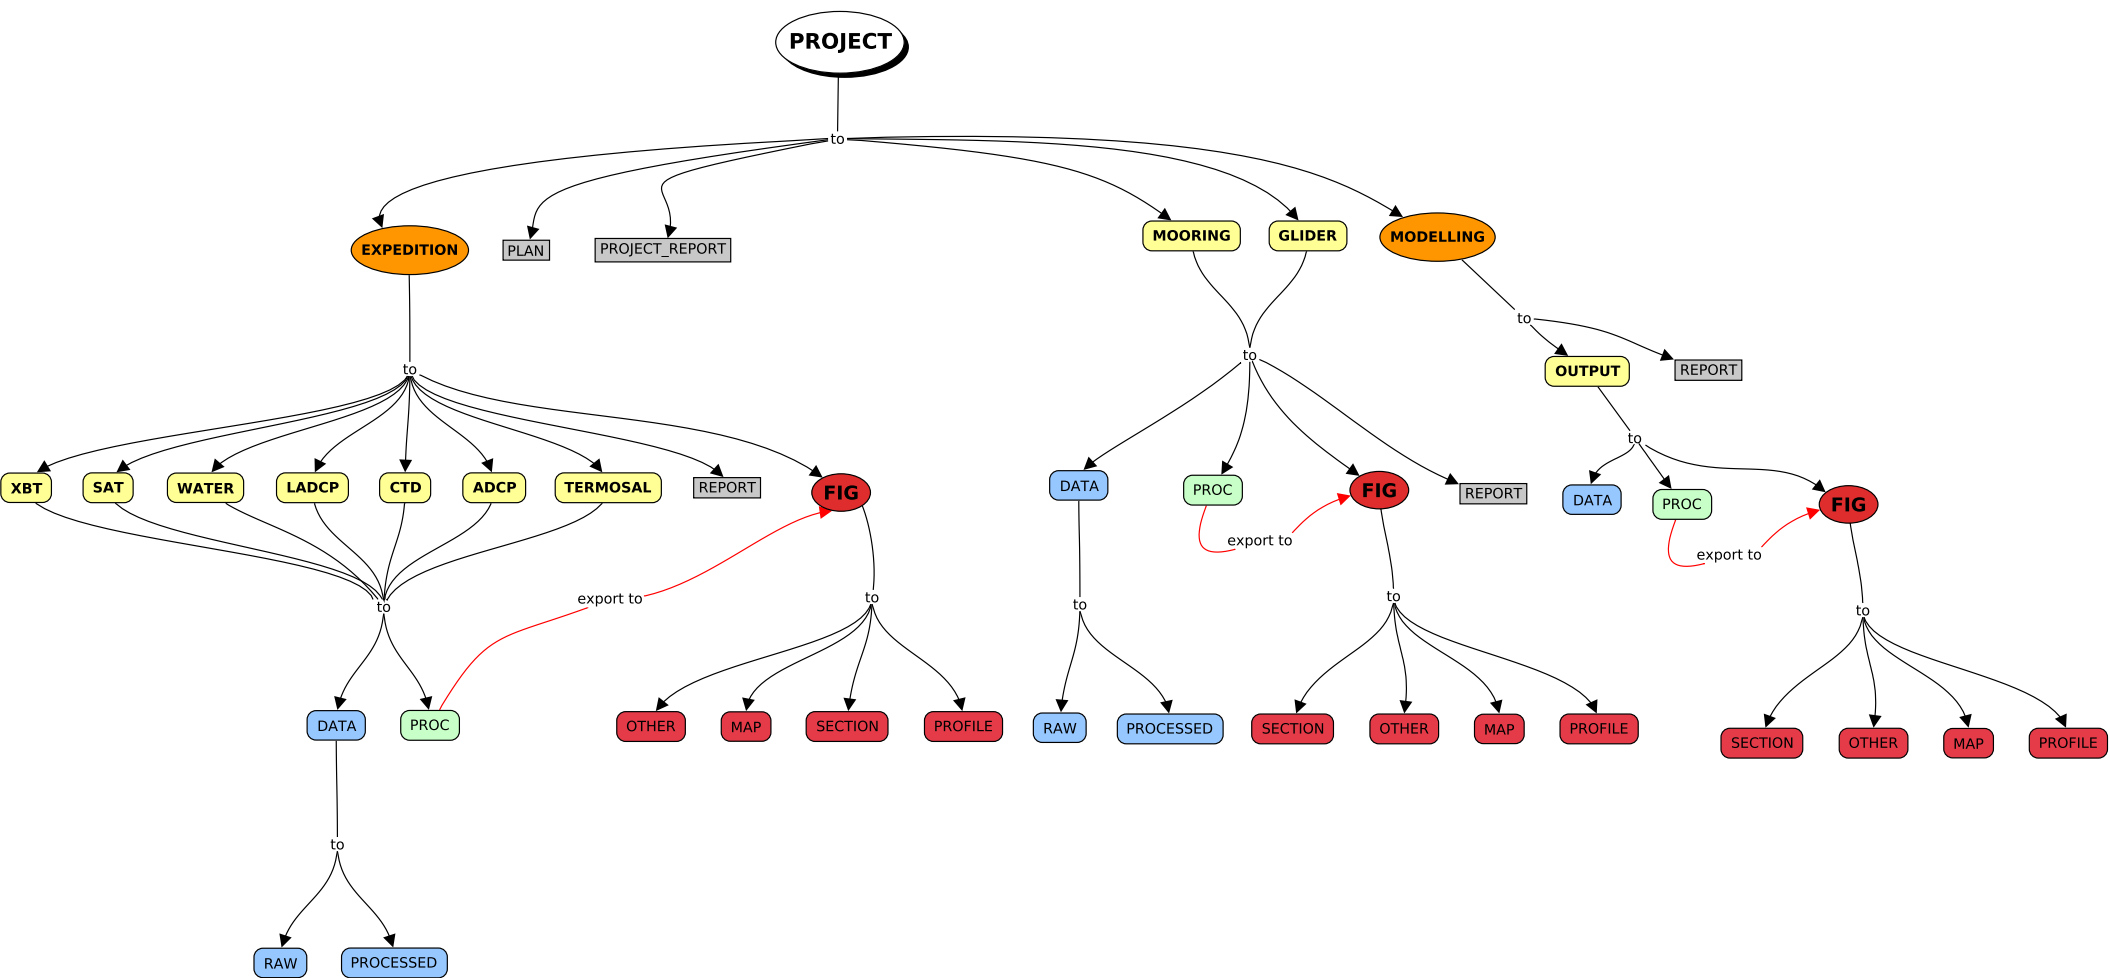 PROJECT
to
EXPEDITION
PLAN
PROJECT_REPORT
MOORING
GLIDER
MODELLING
to
to
to
OUTPUT
REPORT
to
XBT
SAT
WATER
LADCP
CTD
ADCP
TERMOSAL
REPORT
FIG
DATA
PROC
FIG
REPORT
DATA
PROC
FIG
export to
export to
to
export to
to
to
to
to
DATA
PROC
OTHER
MAP
SECTION
PROFILE
RAW
PROCESSED
SECTION
OTHER
MAP
PROFILE
SECTION
OTHER
MAP
PROFILE
to
RAW
PROCESSED